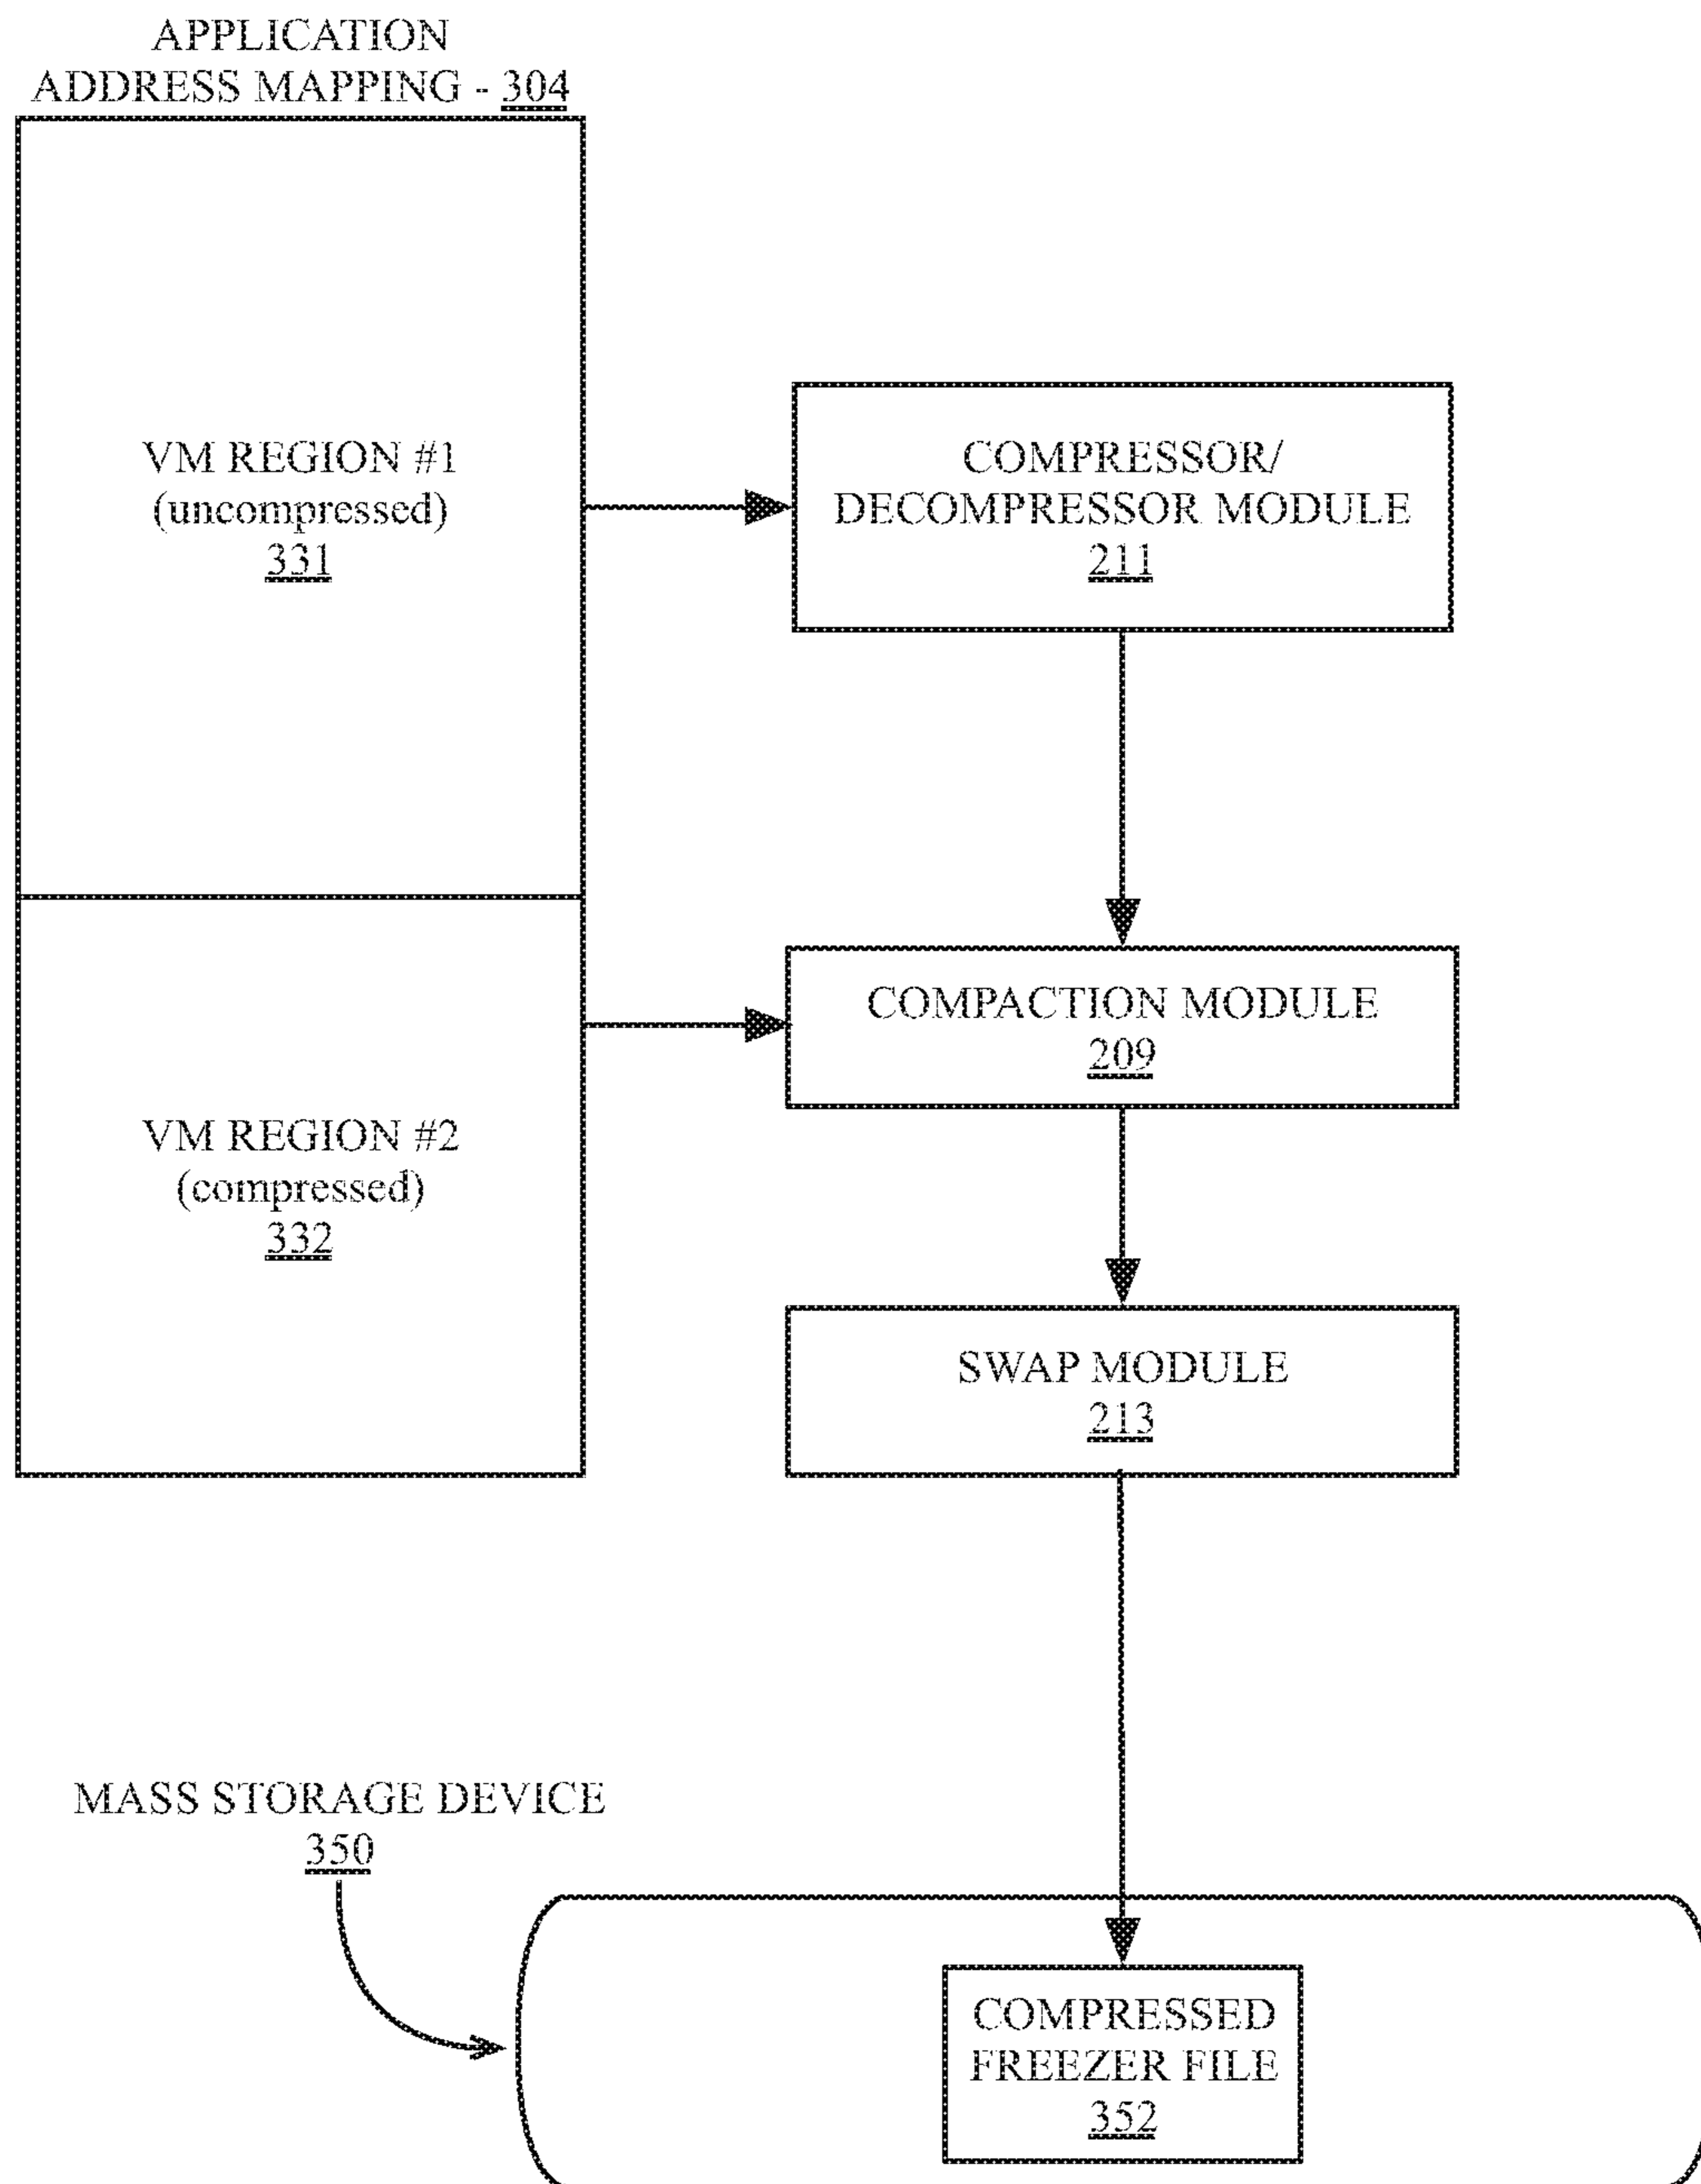 APPLICATION
ADDRESS MAPPING - 304
VM REGION #1
(uncompressed)
331
COMPRESSOR/
DECOMPRESSOR MODULE
211
COMPACTION MODULE
209
VM REGION #2
(compressed)
332
SWAP MODULE
213
MASS STORAGE DEVICE
350
COMPRESSED
FREEZER FILE
352